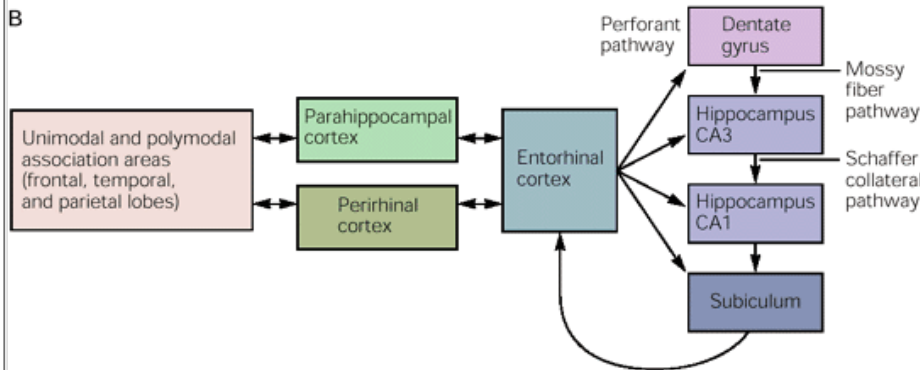 B
Perforant
pathway
Dentate
gyrus
Mossy
fiber
pathway
Unimodal and polymodal
association areas
(frontal, temporal,
and parietal lobes)
Parahippocampal
cortex
Perirhinal
cortex
Entorhinal
cortex
Hippocampus
CA3
Schaffer
collateral
pathway
Hippocampus
CA1
Subiculum